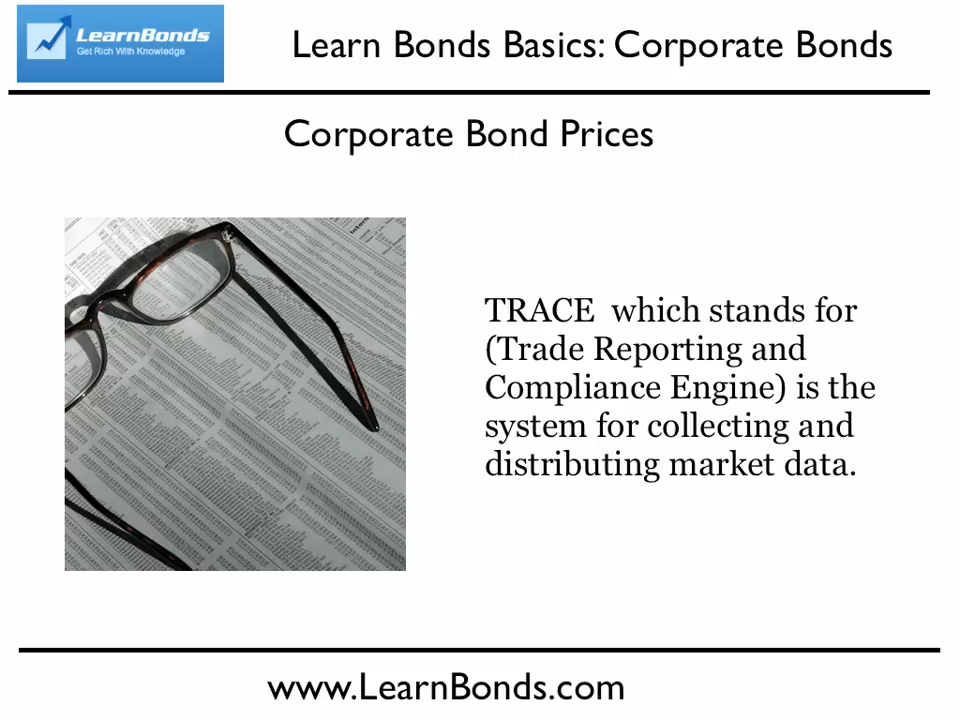 LearnBonds
Get Rich With Knowledge
Learn Bonds Basics: Corporate Bonds
Corporate Bond Prices
TRACE  which stands for
(Trade Reporting and
Compliance Engine) is the
system for collecting and
distributing market data.
www.LearnBonds.com